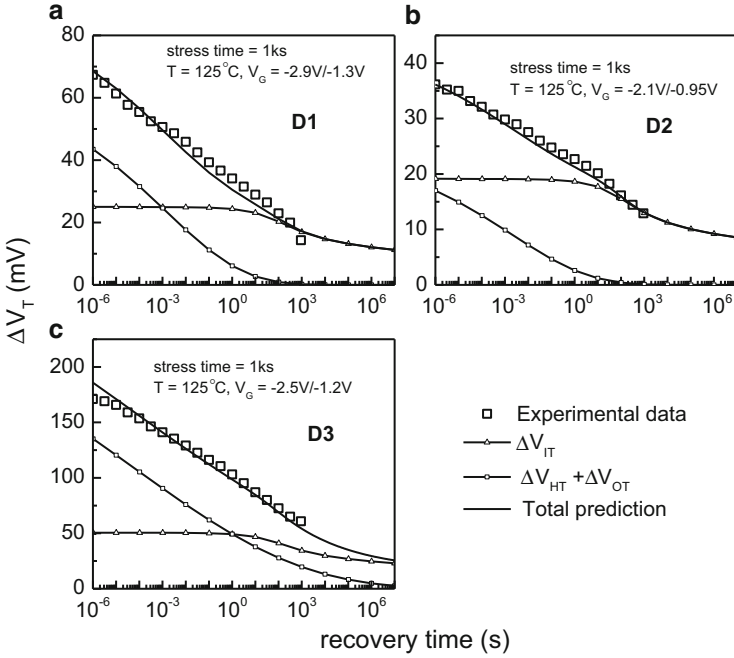 a
stress time = 1ks
T = 125°C, V_G = -2.9V/-1.3V
D1
80
60
40
20
0
10^-6 10^-3 10^0 10^3 10^6
b
stress time = 1ks
T = 125°C, V_G = -2.1V/-0.95V
D2
40
30
20
10
0
10^-6 10^-3 10^0 10^3 10^6
ΔV_T (mV)
c
stress time = 1ks
T = 125°C, V_G = -2.5V/-1.2V
D3
200
150
100
50
0
10^-6 10^-3 10^0 10^3 10^6
Experimental data
ΔV_IT
ΔV_HT +ΔV_OT
Total prediction
recovery time (s)